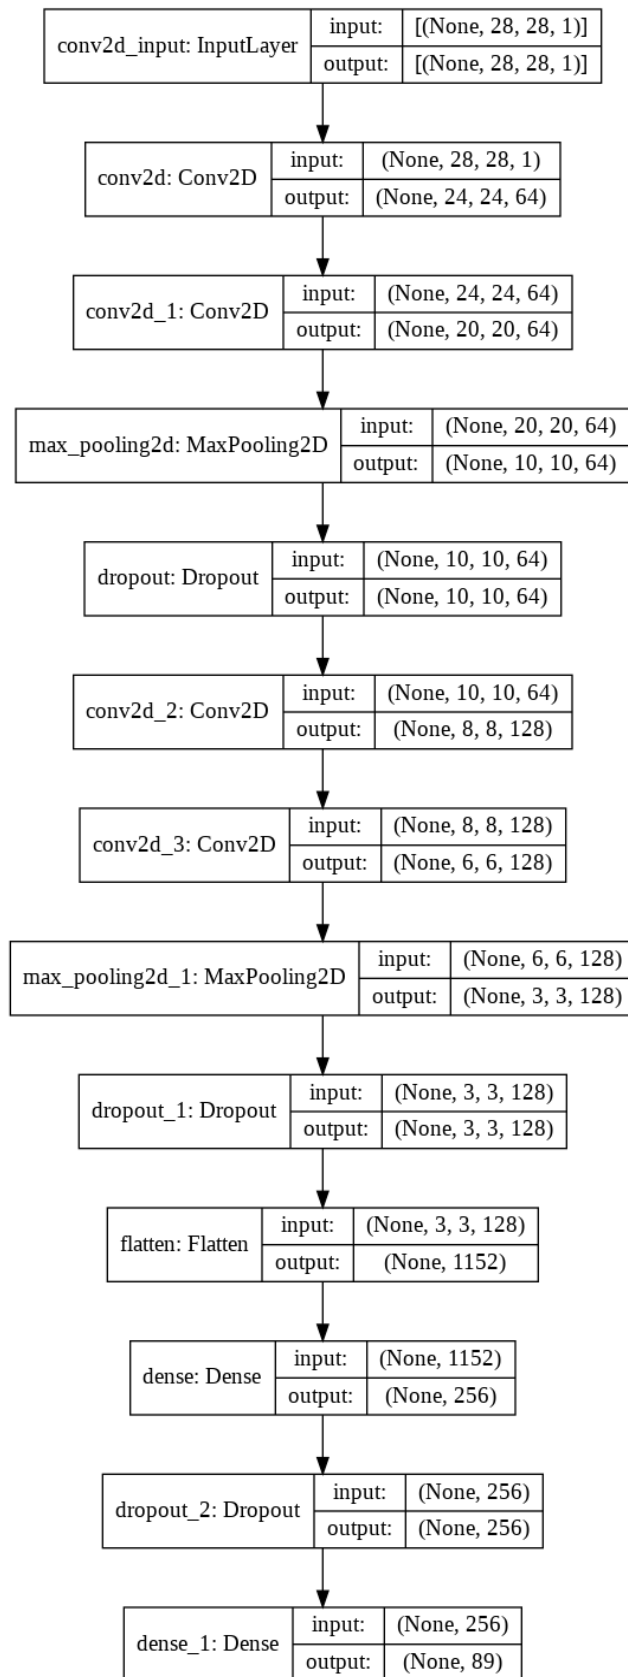 conv2d_input: InputLayer
input: [(None, 28, 28, 1)]
output: [(None, 28, 28, 1)]
conv2d: Conv2D
input: (None, 28, 28, 1)
output: (None, 24, 24, 64)
conv2d_1: Conv2D
input: (None, 24, 24, 64)
output: (None, 20, 20, 64)
max_pooling2d: MaxPooling2D
input: (None, 20, 20, 64)
output: (None, 10, 10, 64)
dropout: Dropout
input: (None, 10, 10, 64)
output: (None, 10, 10, 64)
conv2d_2: Conv2D
input: (None, 10, 10, 64)
output: (None, 8, 8, 128)
conv2d_3: Conv2D
input: (None, 8, 8, 128)
output: (None, 6, 6, 128)
max_pooling2d_1: MaxPooling2D
input: (None, 6, 6, 128)
output: (None, 3, 3, 128)
dropout_1: Dropout
input: (None, 3, 3, 128)
output: (None, 3, 3, 128)
flatten: Flatten
input: (None, 3, 3, 128)
output: (None, 1152)
dense: Dense
input: (None, 1152)
output: (None, 256)
dropout_2: Dropout
input: (None, 256)
output: (None, 256)
dense_1: Dense
input: (None, 256)
output: (None, 89)